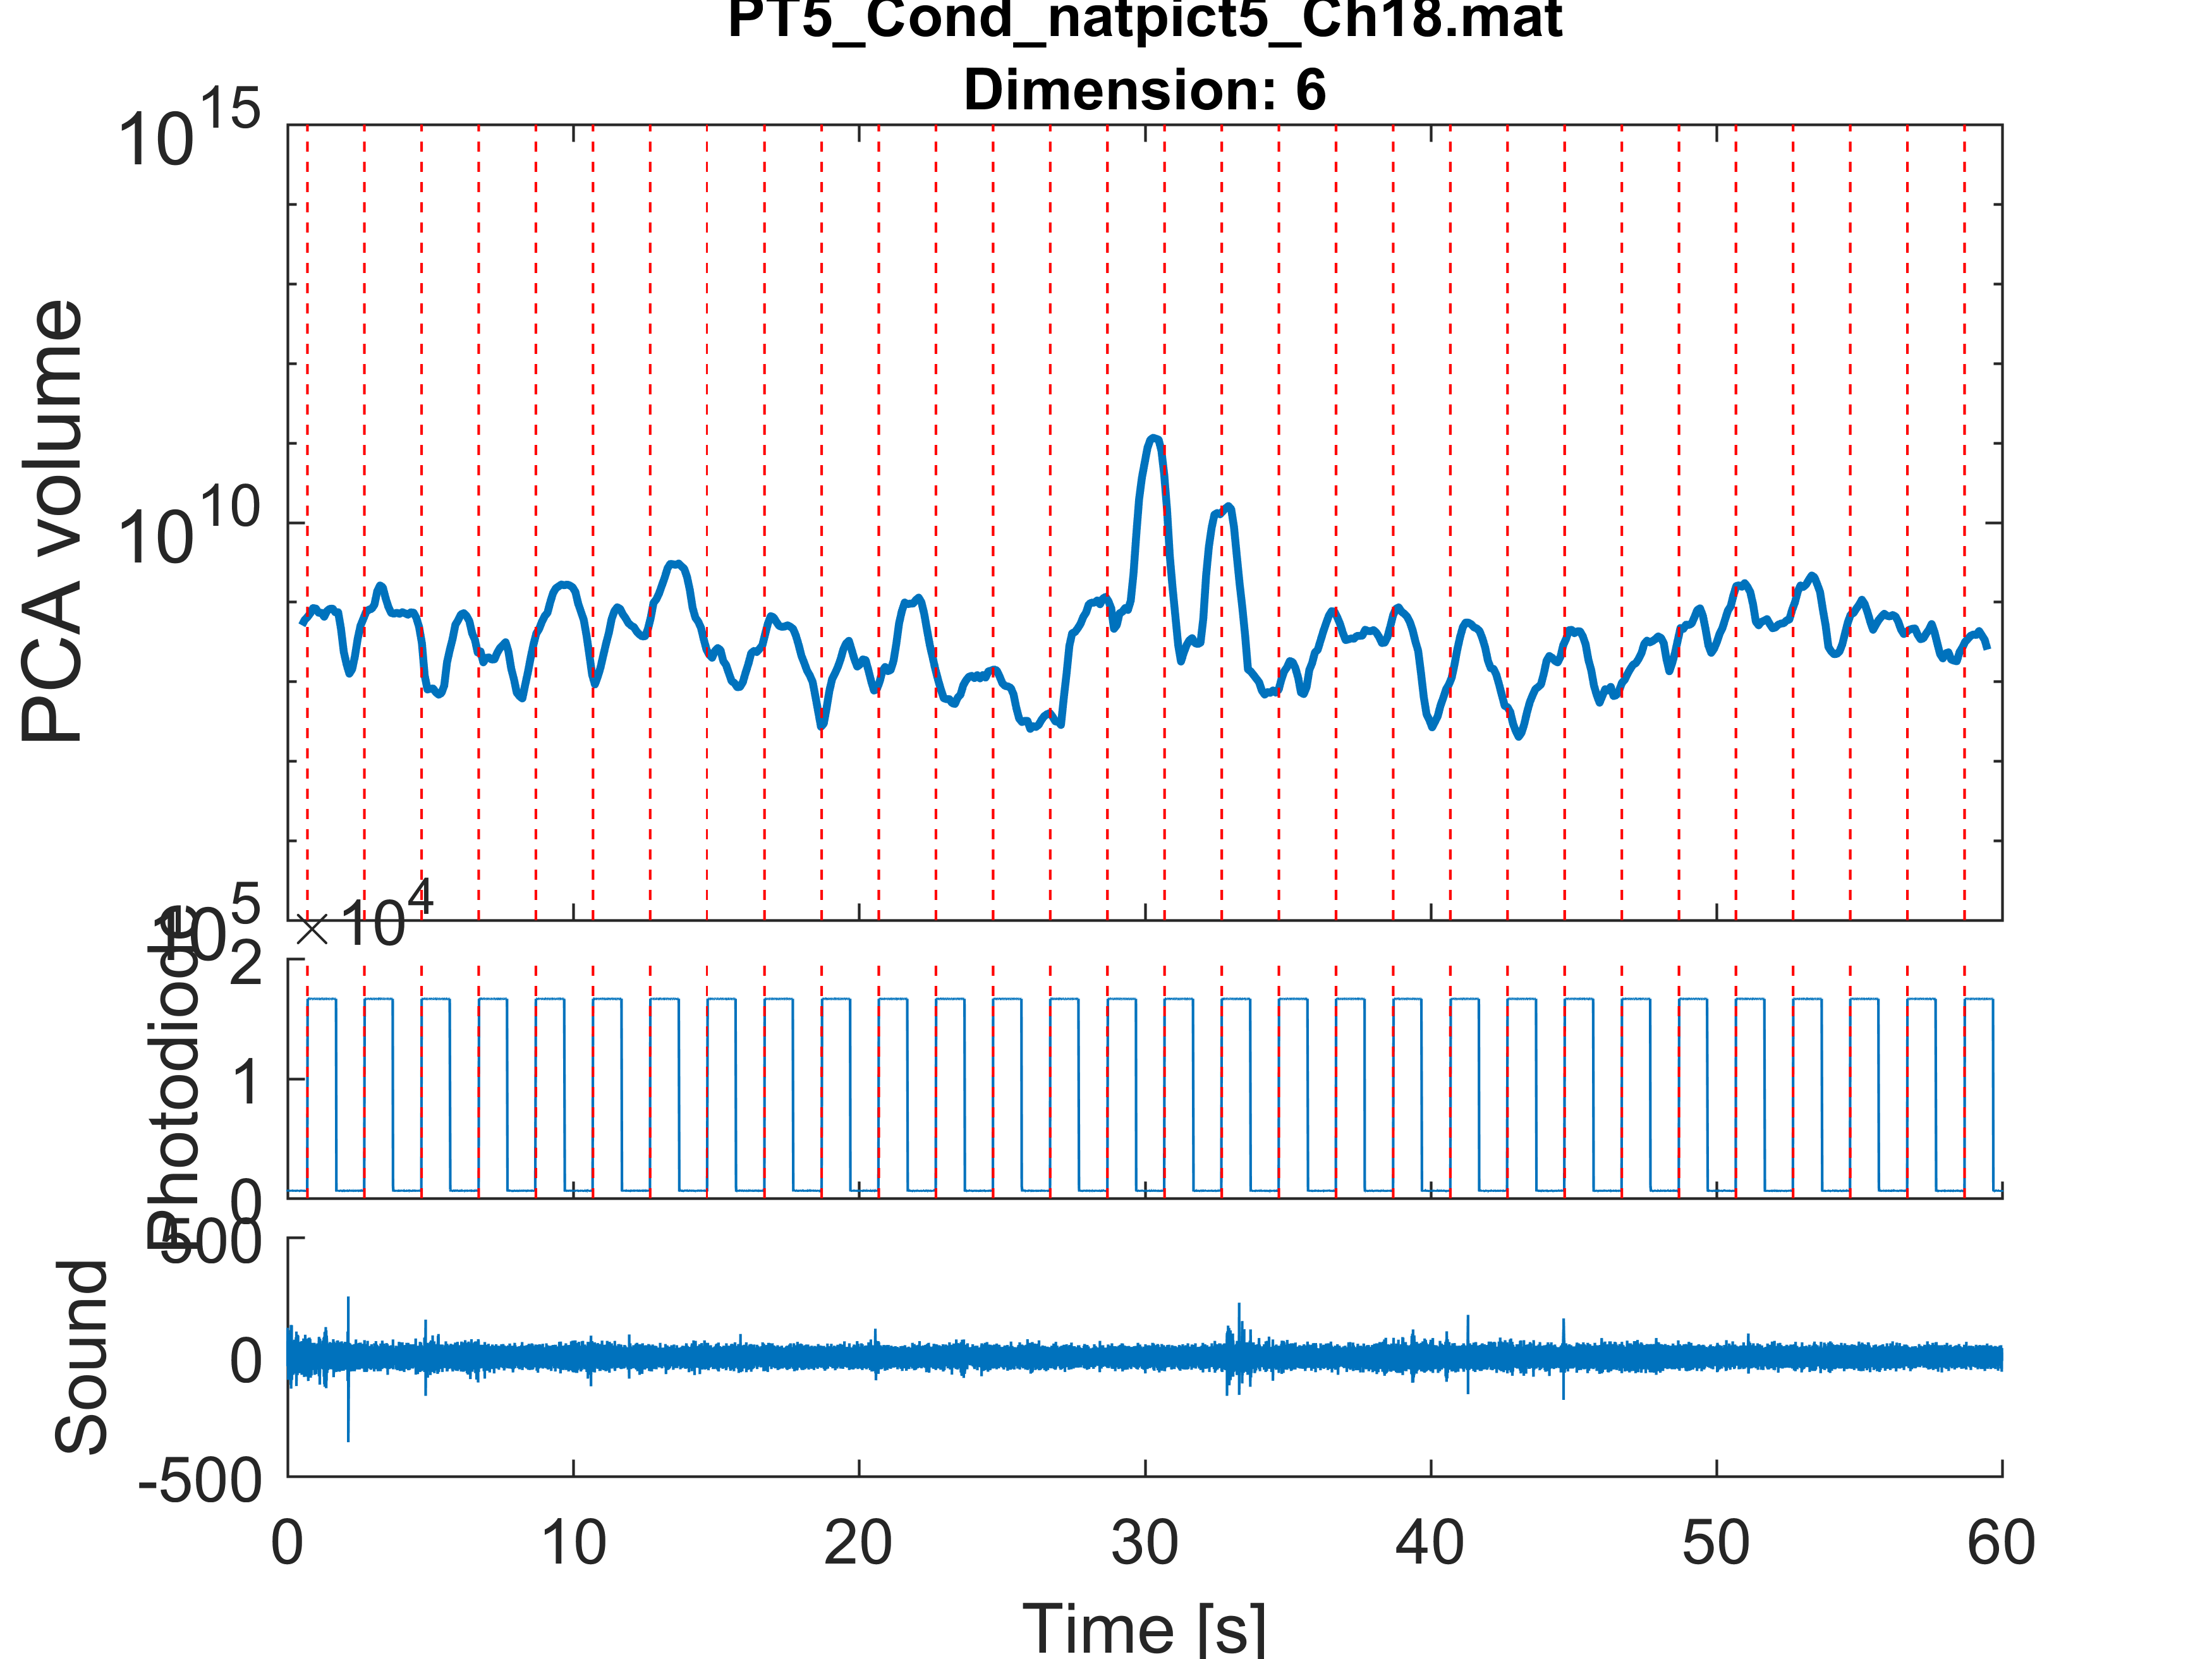 PT5_Cond_natpict5_Ch18.mat
Dimension: 6
PCA volume
10^15
10^10
10^5
×10^4
Photodiode
2
1
0
Sound
500
0
-500
0 10 20 30 40 50 60
Time [s]